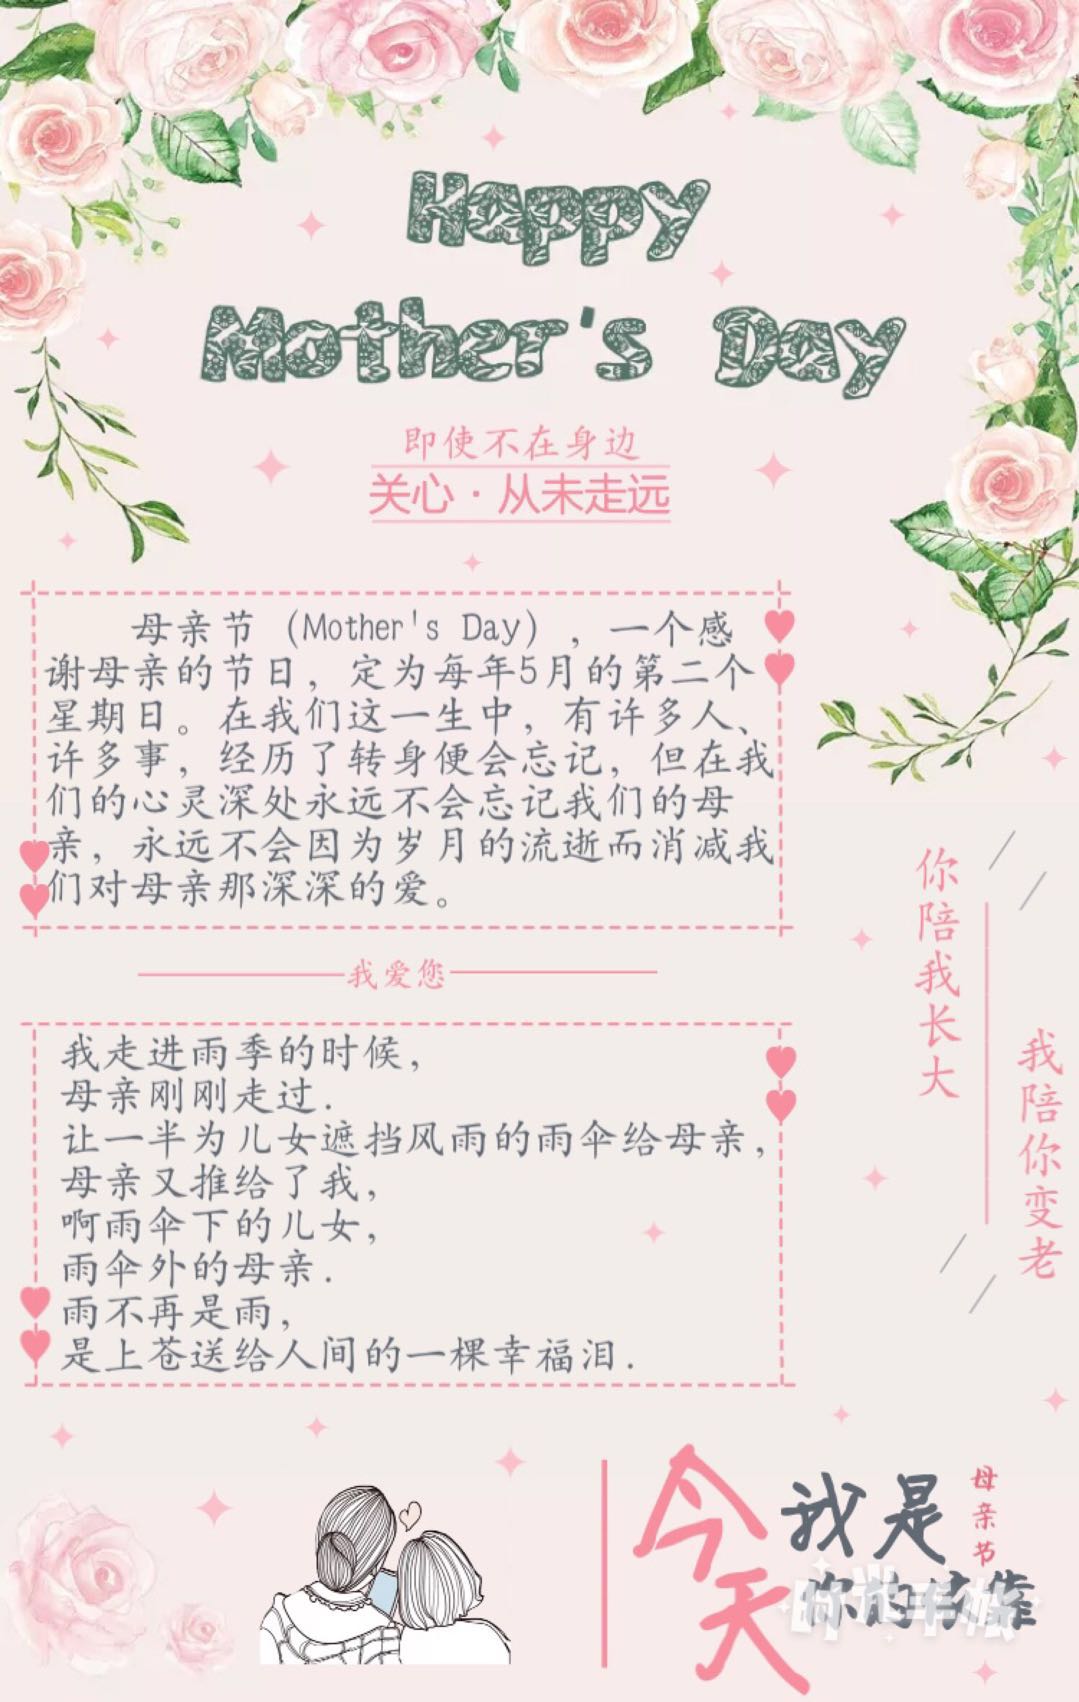 Happy
Mother's Day
即使不在身边
关心·从未走远
母亲节（Mother's Day），一个感
谢母亲的节日，定为每年5月的第二个
星期日。在我们这一生中，有许多人、
许多事，经历了转身便会忘记，但在我
们的心灵深处永远不会忘记我们的母
亲，永远不会因为岁月的流逝而消减我
们对母亲那深深的爱。
我爱您
我走进雨季的时候，
母亲刚刚走过.
让一半为儿女遮挡风雨的雨伞给母亲，
母亲又推给了我，
啊雨伞下的儿女，
雨伞外的母亲.
雨不再是雨，
是上苍送给人间的一棵幸福泪.
你陪我长大
我陪你变老
今天
我是
你的依靠
母亲节